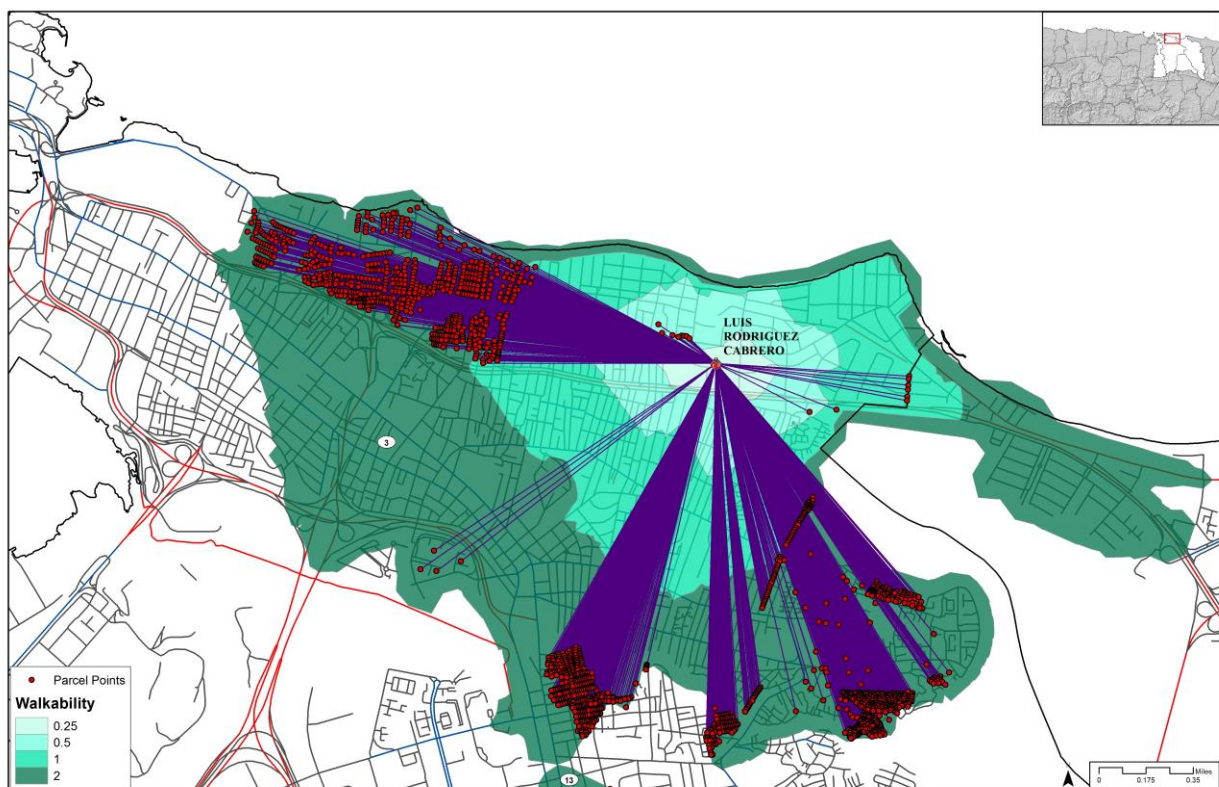 LUIS
RODRIGUEZ
CABRERO
3
13
Parcel Points
Walkability
0.25
0.5
1
2
Miles
0 0.175 0.35